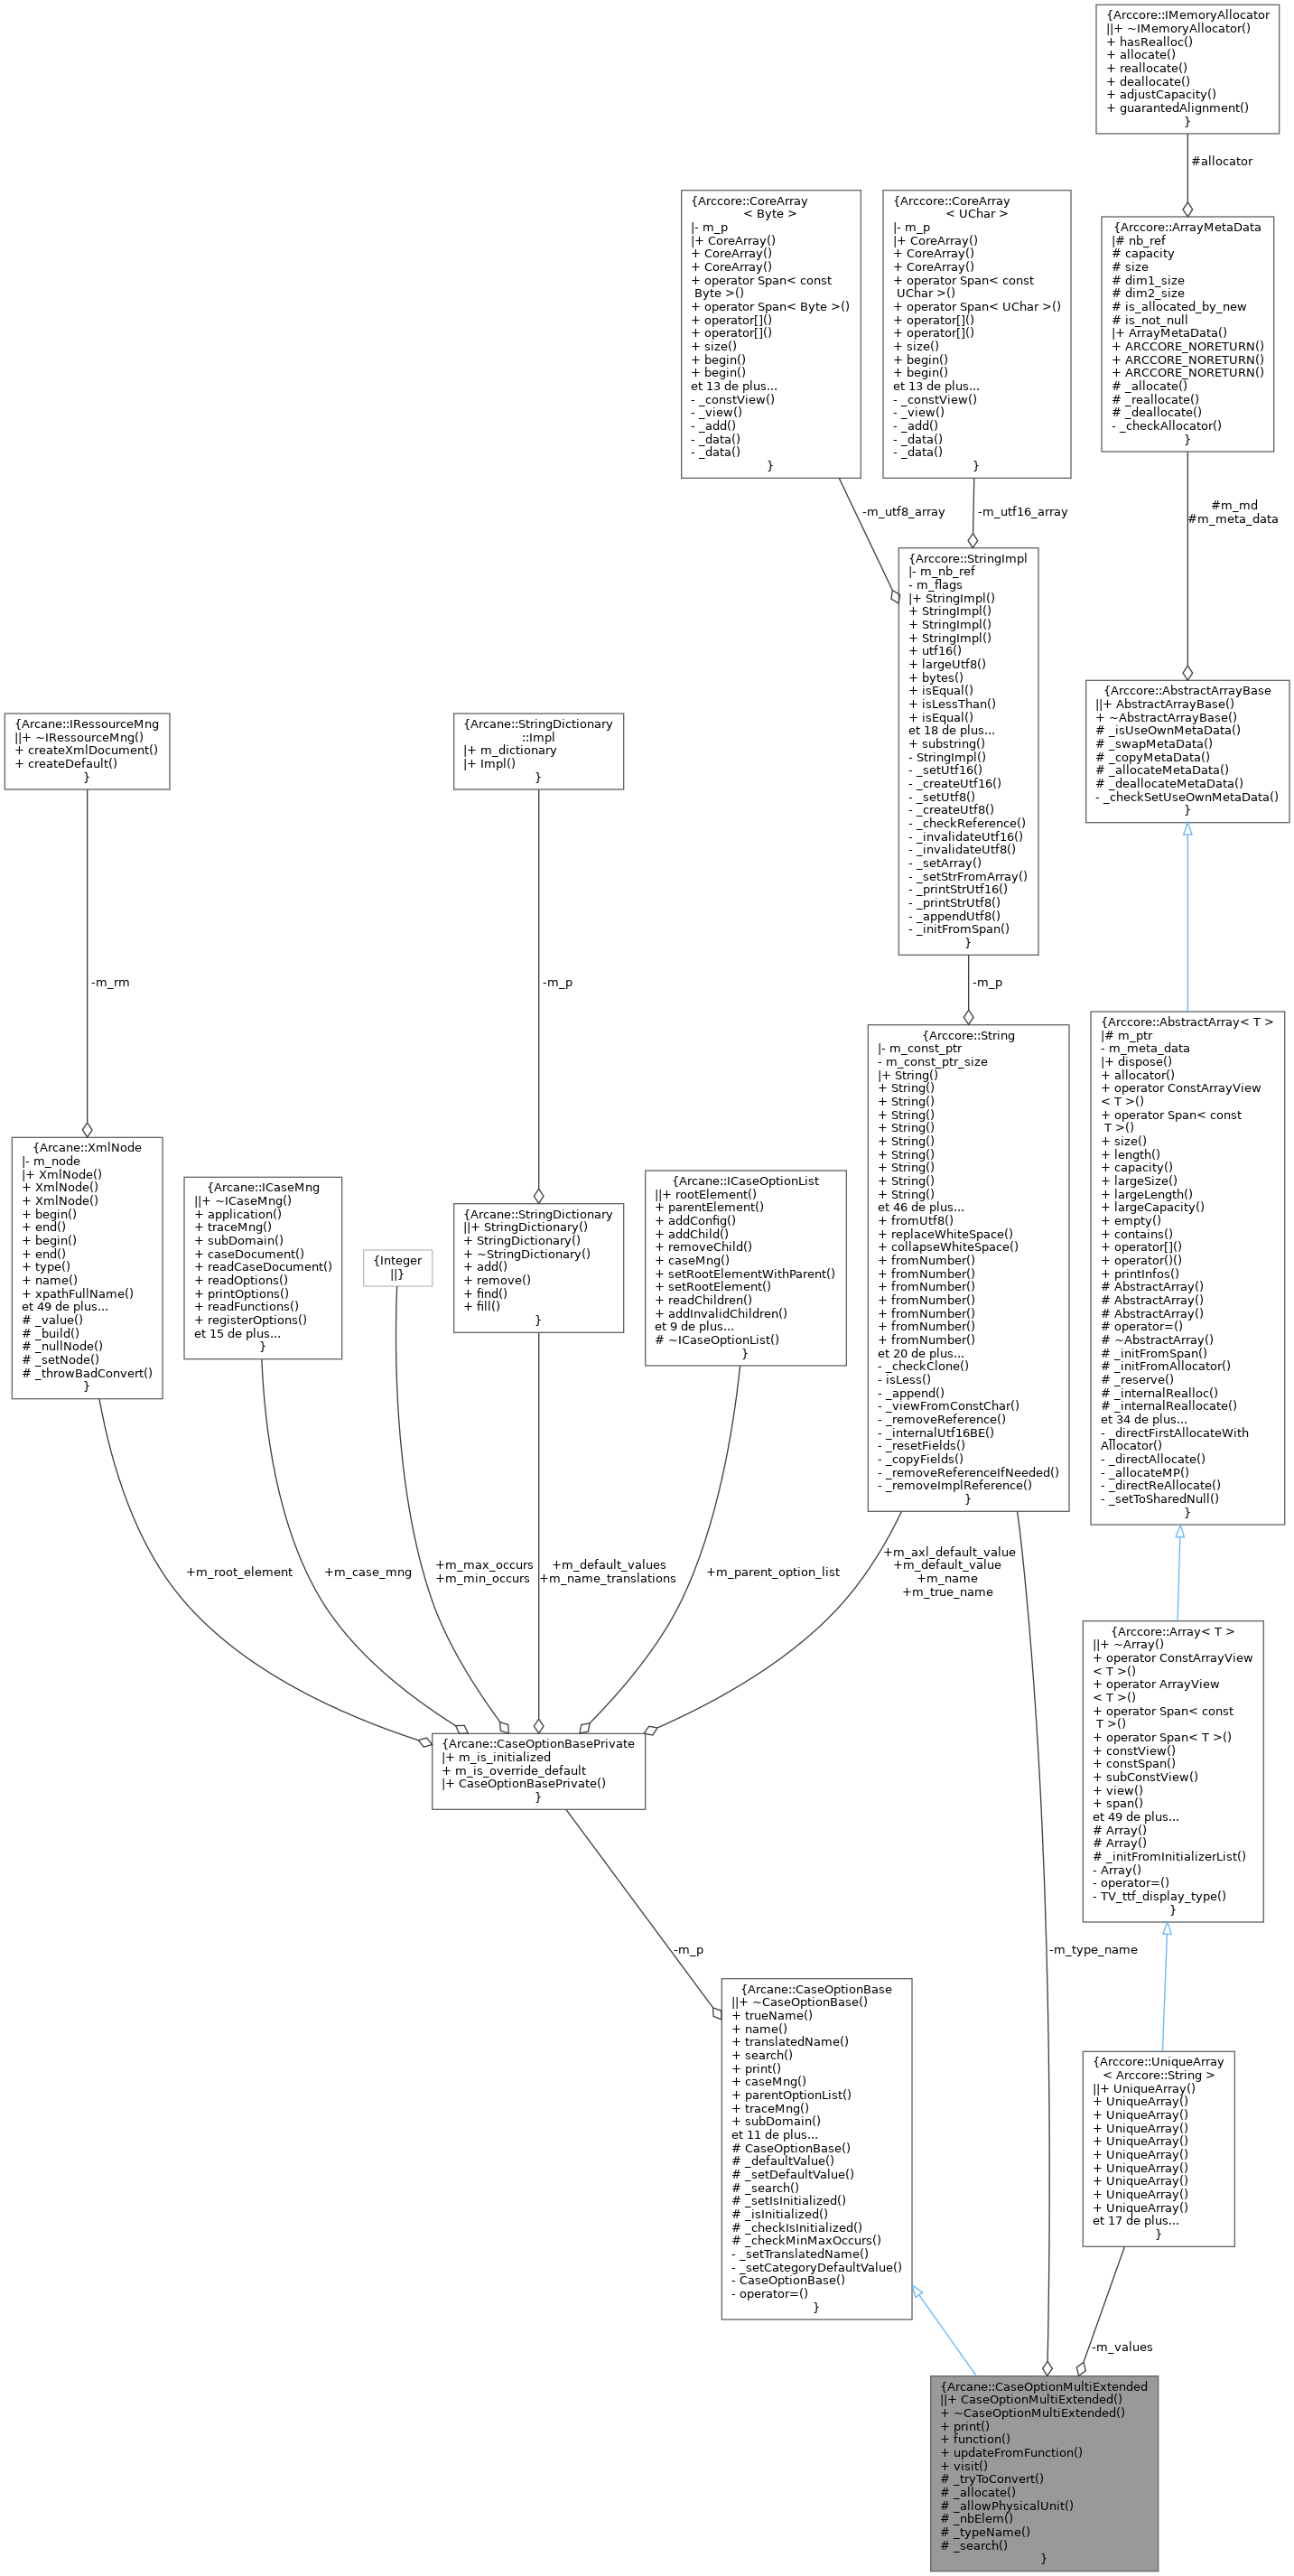 {Arccore::IMemoryAllocator
||+ ~IMemoryAllocator()
+ hasRealloc()
+ allocate()
+ reallocate()
+ deallocate()
+ adjustCapacity()
+ guarantedAlignment()
}
#allocator
{Arccore::CoreArray
< Byte >
|- m_p
|+ CoreArray()
+ CoreArray()
+ CoreArray()
+ operator Span< const
Byte >()
+ operator Span< Byte >()
+ operator[]()
+ operator[]()
+ size()
+ begin()
+ begin()
et 13 de plus...
- _constView()
- _view()
- _add()
- _data()
- _data()
}
{Arccore::CoreArray
< UChar >
|- m_p
|+ CoreArray()
+ CoreArray()
+ CoreArray()
+ operator Span< const
UChar >()
+ operator Span< UChar >()
+ operator[]()
+ operator[]()
+ size()
+ begin()
+ begin()
et 13 de plus...
- _constView()
- _view()
- _add()
- _data()
- _data()
}
{Arccore::ArrayMetaData
|# nb_ref
# capacity
# size
# dim1_size
# dim2_size
# is_allocated_by_new
# is_not_null
|+ ArrayMetaData()
+ ARCCORE_NORETURN()
+ ARCCORE_NORETURN()
+ ARCCORE_NORETURN()
# _allocate()
# _reallocate()
# _deallocate()
- _checkAllocator()
}
-m_utf8_array
-m_utf16_array
#m_md
#m_meta_data
{Arccore::StringImpl
|- m_nb_ref
- m_flags
|+ StringImpl()
+ StringImpl()
+ StringImpl()
+ StringImpl()
+ utf16()
+ largeUtf8()
+ bytes()
+ isEqual()
+ isLessThan()
+ isEqual()
et 18 de plus...
+ substring()
- StringImpl()
- _setUtf16()
- _createUtf16()
- _setUtf8()
- _createUtf8()
- _checkReference()
- _invalidateUtf16()
- _invalidateUtf8()
- _setArray()
- _setStrFromArray()
- _printStrUtf16()
- _printStrUtf8()
- _appendUtf8()
- _initFromSpan()
}
{Arccore::AbstractArrayBase
||+ AbstractArrayBase()
+ ~AbstractArrayBase()
# _isUseOwnMetaData()
# _swapMetaData()
# _copyMetaData()
# _allocateMetaData()
# _deallocateMetaData()
- _checkSetUseOwnMetaData()
}
{Arcane::IRessourceMng
||+ ~IRessourceMng()
+ createXmlDocument()
+ createDefault()
}
{Arcane::StringDictionary
::Impl
|+ m_dictionary
|+ Impl()
}
-m_rm
-m_p
-m_p
{Arccore::String
|- m_const_ptr
- m_const_ptr_size
|+ String()
+ String()
+ String()
+ String()
+ String()
+ String()
+ String()
+ String()
+ String()
+ String()
et 46 de plus...
+ fromUtf8()
+ replaceWhiteSpace()
+ collapseWhiteSpace()
+ fromNumber()
+ fromNumber()
+ fromNumber()
+ fromNumber()
+ fromNumber()
+ fromNumber()
+ fromNumber()
et 20 de plus...
- _checkClone()
- isLess()
- _append()
- _viewFromConstChar()
- _removeReference()
- _internalUtf16BE()
- _resetFields()
- _copyFields()
- _removeReferenceIfNeeded()
- _removeImplReference()
}
{Arccore::AbstractArray< T >
|# m_ptr
- m_meta_data
|+ dispose()
+ allocator()
+ operator ConstArrayView
< T >()
+ operator Span< const
T >()
+ size()
+ length()
+ capacity()
+ largeSize()
+ largeLength()
+ largeCapacity()
+ empty()
+ contains()
+ operator[]()
+ operator()()
+ printInfos()
# AbstractArray()
# AbstractArray()
# AbstractArray()
# operator=()
# ~AbstractArray()
# _initFromSpan()
# _initFromAllocator()
# _reserve()
# _internalRealloc()
# _internalReallocate()
et 34 de plus...
- _directFirstAllocateWith
Allocator()
- _directAllocate()
- _allocateMP()
- _directReAllocate()
- _setToSharedNull()
}
{Arcane::XmlNode
|- m_node
|+ XmlNode()
+ XmlNode()
+ XmlNode()
+ begin()
+ end()
+ begin()
+ end()
+ type()
+ name()
+ xpathFullName()
et 49 de plus...
# _value()
# _build()
# _nullNode()
# _setNode()
# _throwBadConvert()
}
{Arcane::ICaseMng
||+ ~ICaseMng()
+ application()
+ traceMng()
+ subDomain()
+ caseDocument()
+ readCaseDocument()
+ readOptions()
+ printOptions()
+ readFunctions()
+ registerOptions()
et 15 de plus...
}
{Integer
||}
{Arcane::StringDictionary
||+ StringDictionary()
+ StringDictionary()
+ ~StringDictionary()
+ add()
+ remove()
+ find()
+ fill()
}
{Arcane::ICaseOptionList
||+ rootElement()
+ parentElement()
+ addConfig()
+ addChild()
+ removeChild()
+ caseMng()
+ setRootElementWithParent()
+ setRootElement()
+ readChildren()
+ addInvalidChildren()
et 9 de plus...
# ~ICaseOptionList()
}
+m_root_element
+m_case_mng
+m_max_occurs
+m_min_occurs
+m_default_values
+m_name_translations
+m_parent_option_list
+m_axl_default_value
+m_default_value
+m_name
+m_true_name
{Arccore::Array< T >
||+ ~Array()
+ operator ConstArrayView
< T >()
+ operator ArrayView
< T >()
+ operator Span< const
T >()
+ operator Span< T >()
+ constView()
+ constSpan()
+ subConstView()
+ view()
+ span()
et 49 de plus...
# Array()
# Array()
# _initFromInitializerList()
- Array()
- operator=()
- TV_ttf_display_type()
}
{Arcane::CaseOptionBasePrivate
|+ m_is_initialized
+ m_is_override_default
|+ CaseOptionBasePrivate()
}
-m_p
-m_type_name
{Arcane::CaseOptionBase
||+ ~CaseOptionBase()
+ trueName()
+ name()
+ translatedName()
+ search()
+ print()
+ caseMng()
+ parentOptionList()
+ traceMng()
+ subDomain()
et 11 de plus...
# CaseOptionBase()
# _defaultValue()
# _setDefaultValue()
# _search()
# _setIsInitialized()
# _isInitialized()
# _checkIsInitialized()
# _checkMinMaxOccurs()
- _setTranslatedName()
- _setCategoryDefaultValue()
- CaseOptionBase()
- operator=()
}
{Arccore::UniqueArray
< Arccore::String >
||+ UniqueArray()
+ UniqueArray()
+ UniqueArray()
+ UniqueArray()
+ UniqueArray()
+ UniqueArray()
+ UniqueArray()
+ UniqueArray()
+ UniqueArray()
+ UniqueArray()
et 17 de plus...
}
-m_values
{Arcane::CaseOptionMultiExtended
||+ CaseOptionMultiExtended()
+ ~CaseOptionMultiExtended()
+ print()
+ function()
+ updateFromFunction()
+ visit()
# _tryToConvert()
# _allocate()
# _allowPhysicalUnit()
# _nbElem()
# _typeName()
# _search()
}